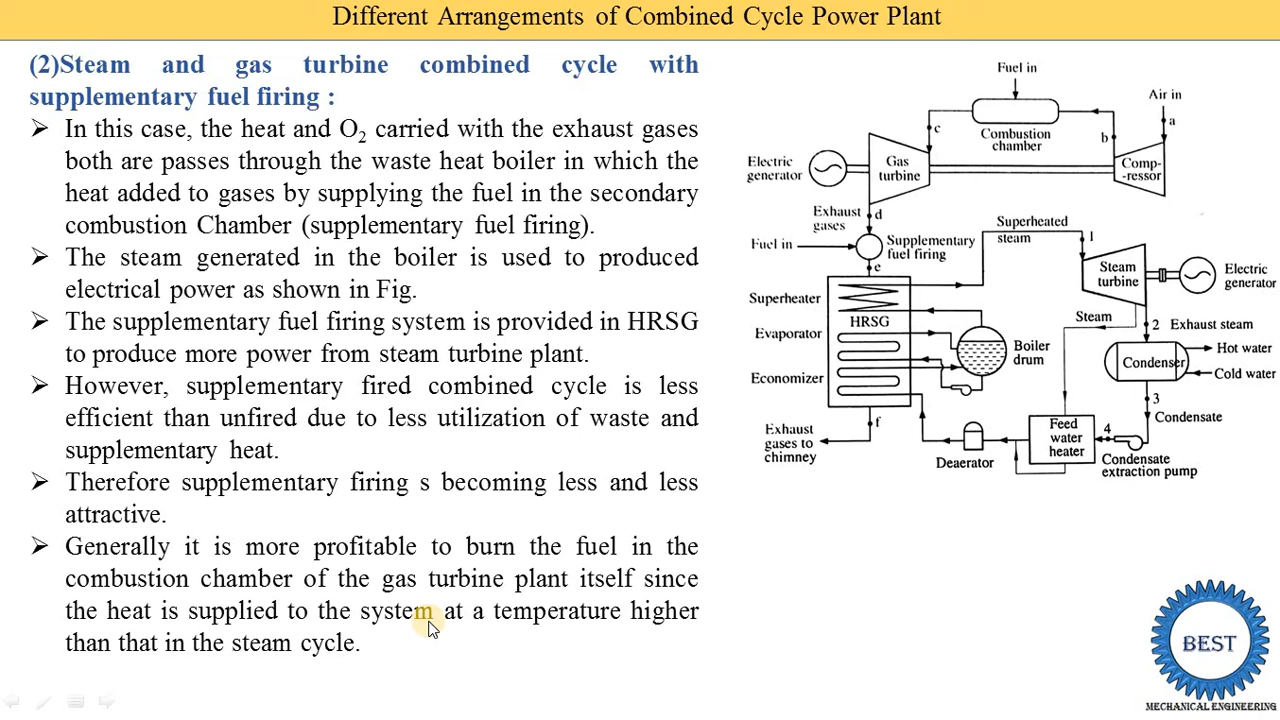 Different Arrangements of Combined Cycle Power Plant
(2)Steam and gas turbine combined cycle with
supplementary fuel firing :
➢ In this case, the heat and O2 carried with the exhaust gases
both are passes through the waste heat boiler in which the
heat added to gases by supplying the fuel in the secondary
combustion Chamber (supplementary fuel firing).
➢ The steam generated in the boiler is used to produced
electrical power as shown in Fig.
➢ The supplementary fuel firing system is provided in HRSG
to produce more power from steam turbine plant.
➢ However, supplementary fired combined cycle is less
efficient than unfired due to less utilization of waste and
supplementary heat.
➢ Therefore supplementary firing s becoming less and less
attractive.
➢ Generally it is more profitable to burn the fuel in the
combustion chamber of the gas turbine plant itself since
the heat is supplied to the system at a temperature higher
than that in the steam cycle.
Fuel in
Air in
a
c
Combustion
chamber
b
Electric
generator
Gas
turbine
Comp-
-ressor
Exhaust
gases
d
Fuel in
Supplementary
fuel firing
e
Superheated
steam
1
Steam
turbine
Electric
generator
Superheater
HRSG
Evaporator
Economizer
Boiler
drum
Steam
2 Exhaust steam
Hot water
Condenser
Cold water
3
Condensate
Exhaust
gases to
chimney
f
Deaerator
Feed
water
heater
4
Condensate
extraction pump
BEST
MECHANICAL ENGINEERING